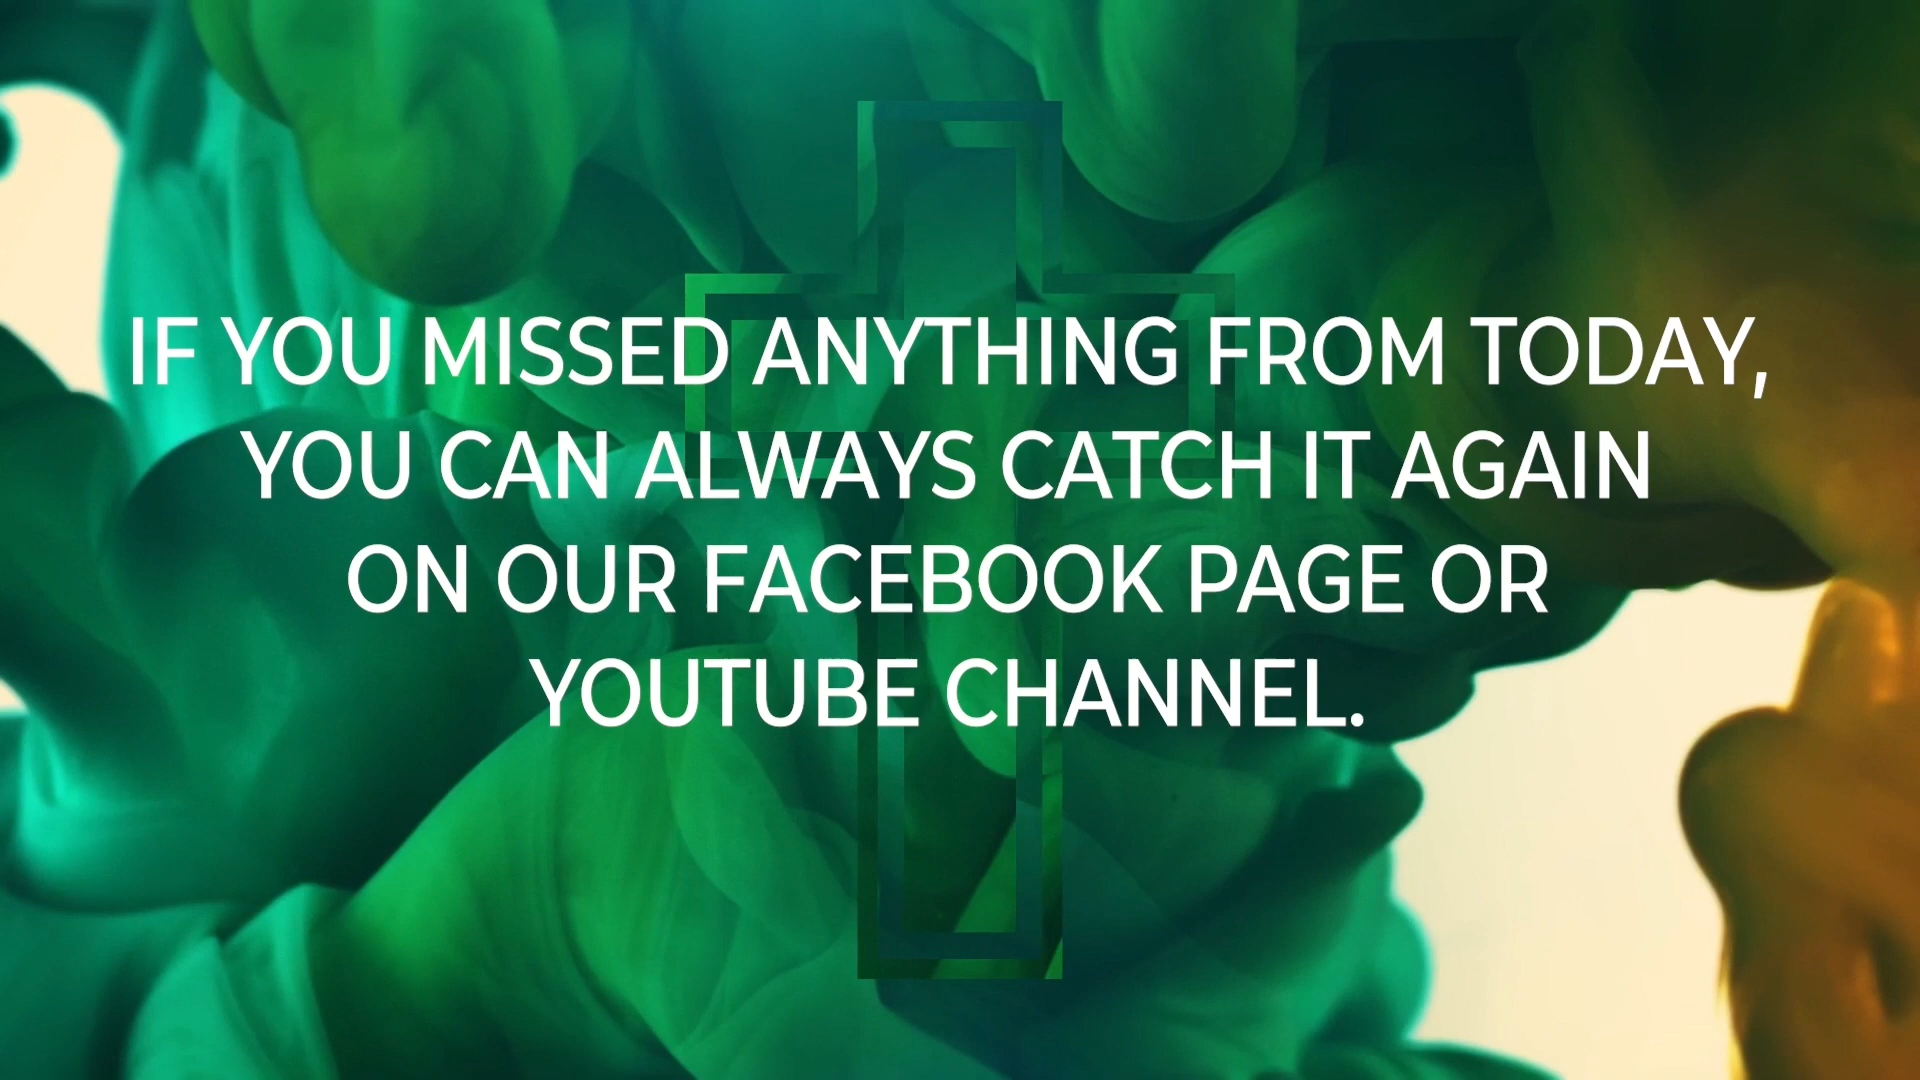 IF YOU MISSED ANYTHING FROM TODAY,
YOU CAN ALWAYS CATCH IT AGAIN
ON OUR FACEBOOK PAGE OR
YOUTUBE CHANNEL.